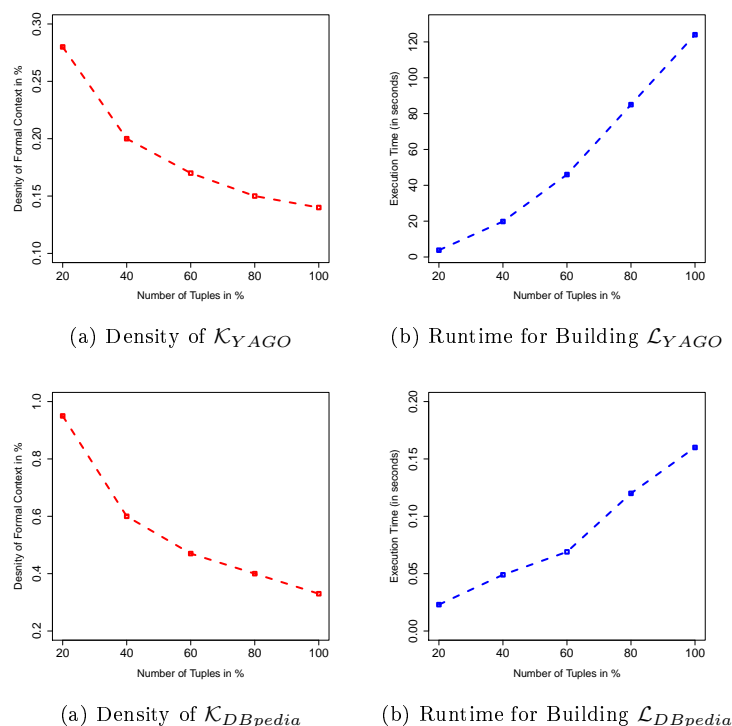 0.10 0.15 0.20 0.25 0.30
Desnity of Formal Context in %
20 40 60 80 100
Number of Tuples in %
(a) Density of K_YAGO
0 20 40 60 80 100 120
Execution Time (in seconds)
20 40 60 80 100
Number of Tuples in %
(b) Runtime for Building L_YAGO
0.2 0.4 0.6 0.8 1.0
Desnity of Formal Context in %
20 40 60 80 100
Number of Tuples in %
(a) Density of K_DBpedia
0.00 0.05 0.10 0.15 0.20
Execution Time (in seconds)
20 40 60 80 100
Number of Tuples in %
(b) Runtime for Building L_DBpedia